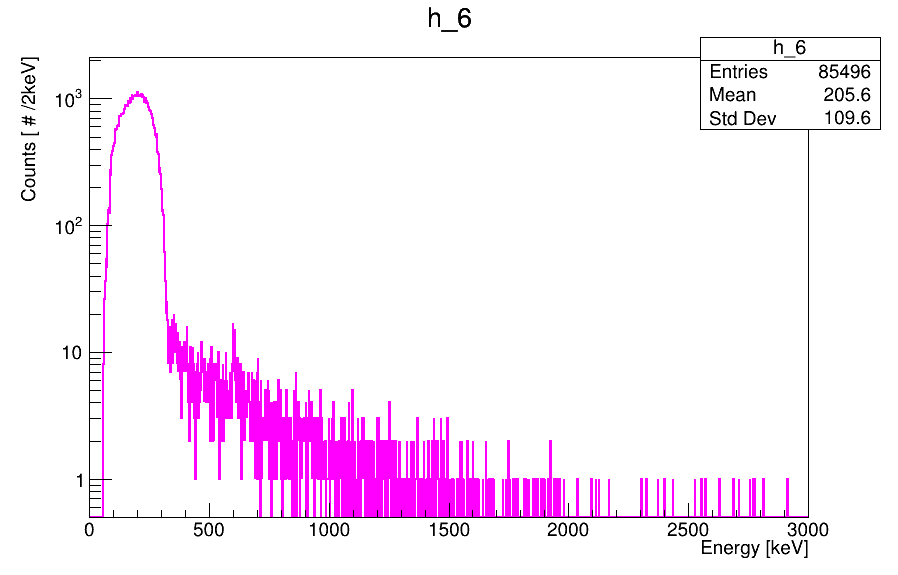 h_6
h_6
Entries 85496
Mean 205.6
Std Dev 109.6
Counts [ # /2keV]
10³
10²
10
1
0 500 1000 1500 2000 2500 3000
Energy [keV]